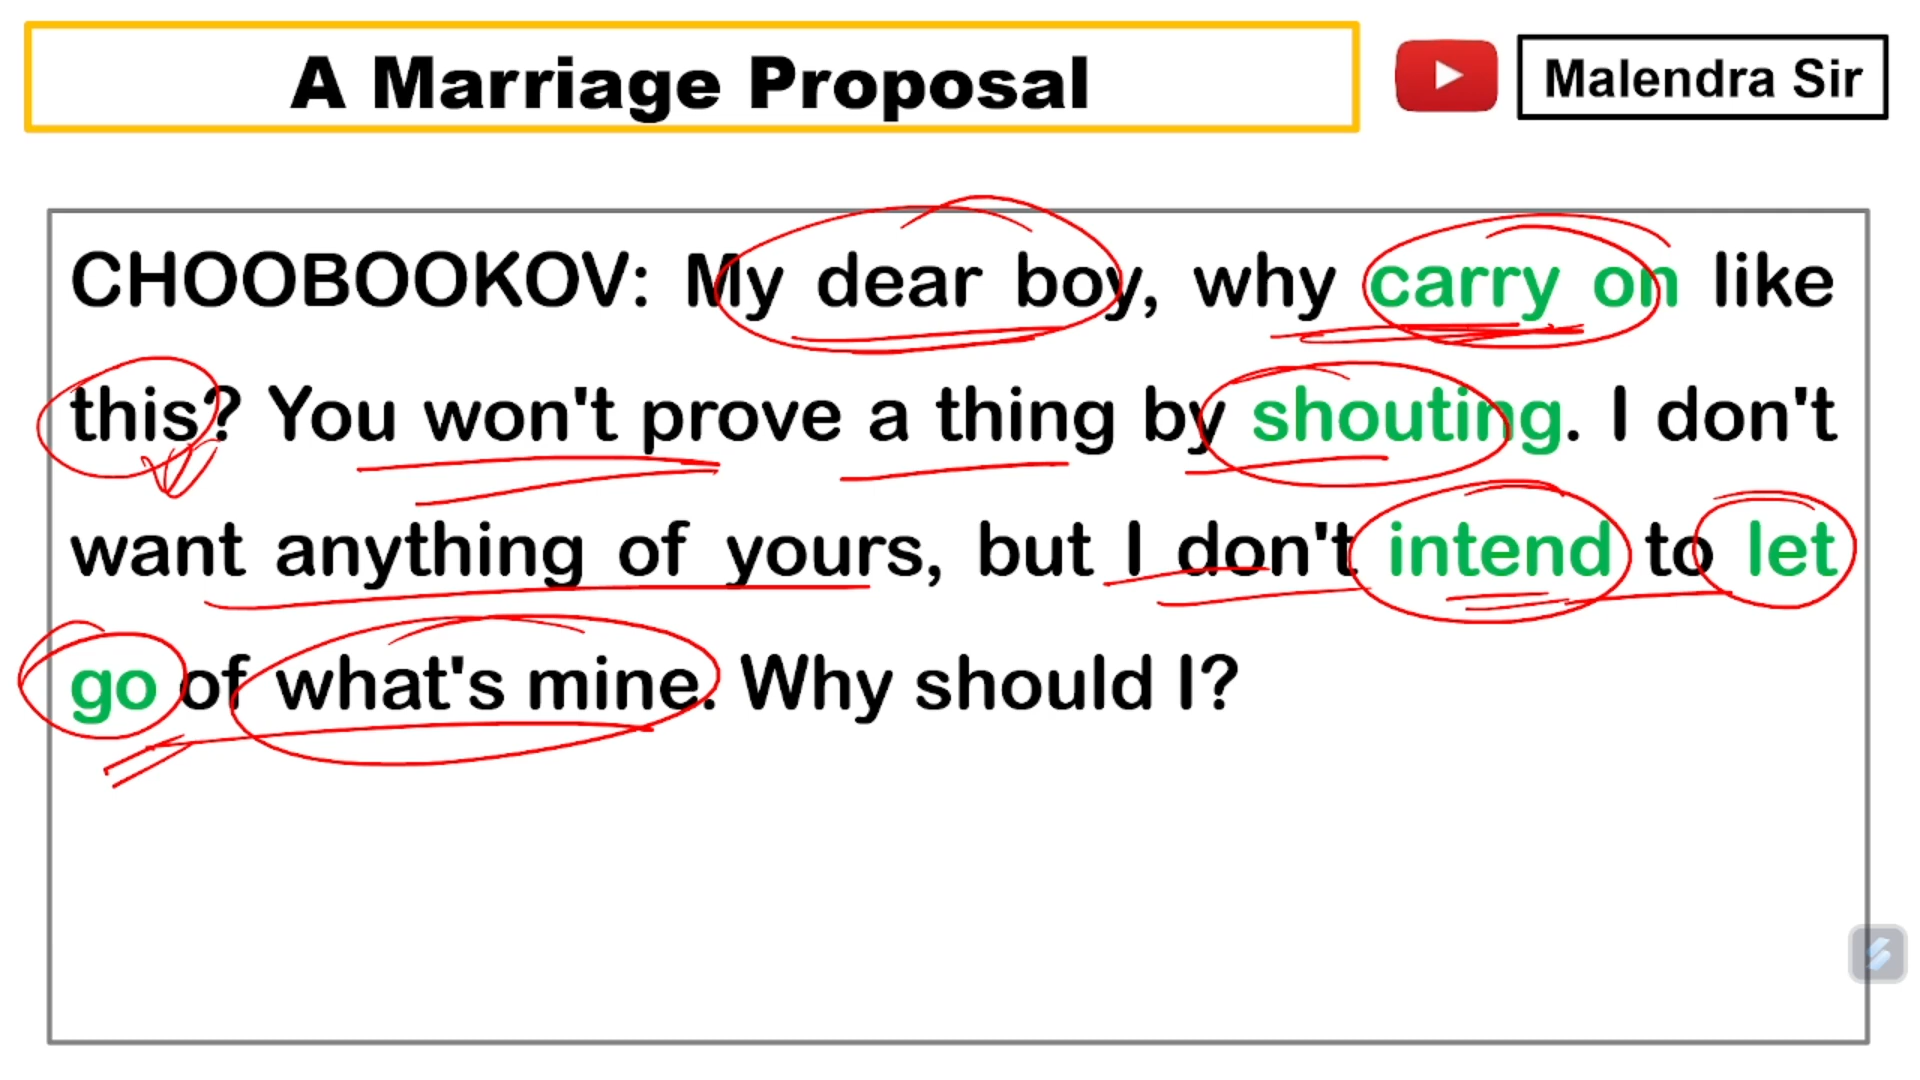 A Marriage Proposal
Malendra Sir
CHOOBOOKOV: My dear boy, why carry on like
this? You won't prove a thing by shouting. I don't
want anything of yours, but I don't intend to let
go of what's mine. Why should I?